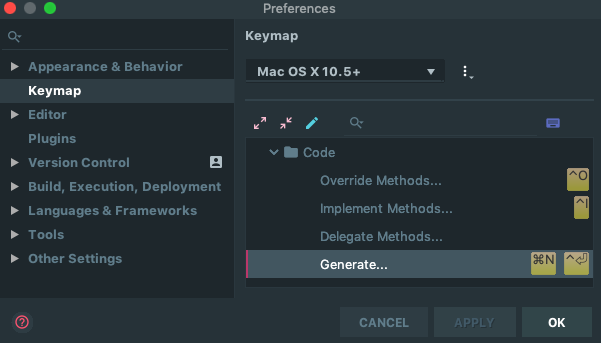 Preferences
Keymap
Mac OS X 10.5+
Appearance & Behavior
Keymap
Editor
Plugins
Version Control
Build, Execution, Deployment
Languages & Frameworks
Tools
Other Settings
Code
Override Methods... ^O
Implement Methods... ^I
Delegate Methods...
Generate... ⌘N ^⏎
?
CANCEL
APPLY
OK